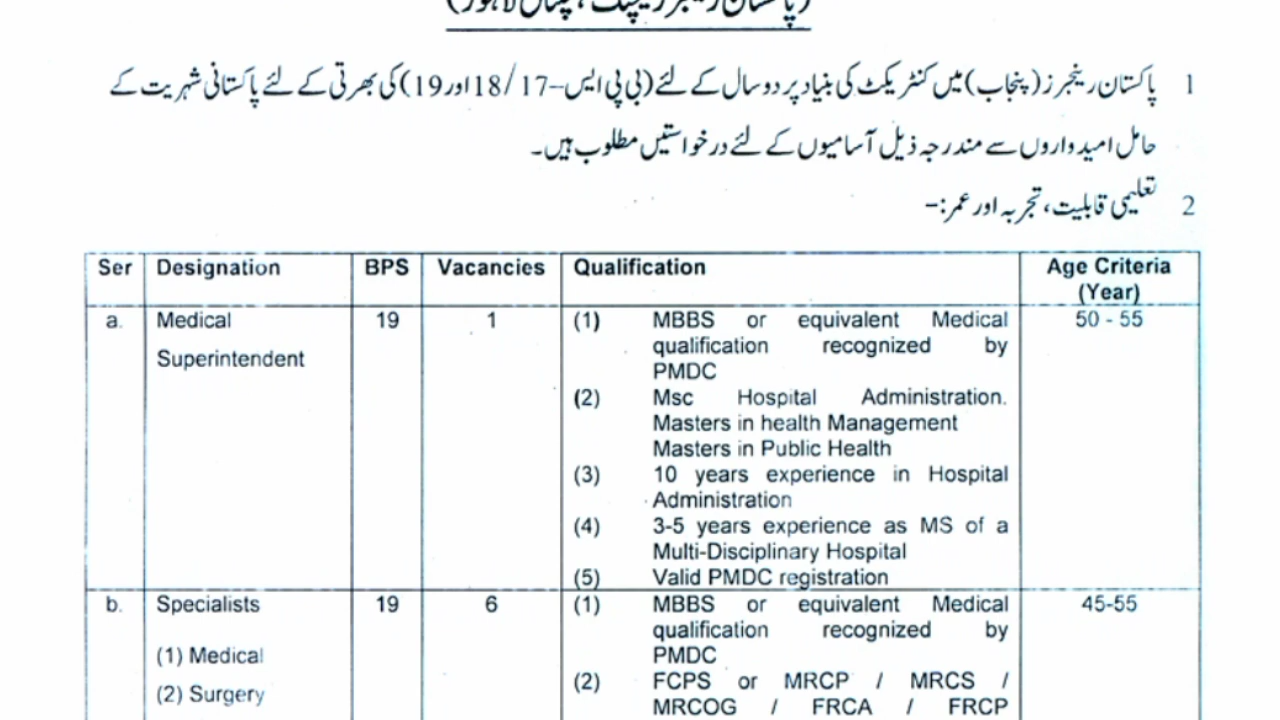 (پاکستان رینجرز ٹیچنگ ہسپتال لاہور)
1 پاکستان رینجرز (پنجاب) میں کنٹریکٹ کی بنیاد پر دو سال کے لئے (بی پی ایس-17/ 18 اور 19) کی بھرتی کے لئے پاکستانی شہریت کے
حامل امیدواروں سے مندرجہ ذیل آسامیوں کے لئے درخواستیں مطلوب ہیں۔
2 تعلیمی قابلیت، تجربہ اور عمر:-
Ser Designation BPS Vacancies Qualification Age Criteria
(Year)
a. Medical 19 1 (1) MBBS or equivalent Medical 50 - 55
qualification recognized by
Superintendent
PMDC
(2) Msc Hospital Administration.
Masters in health Management
Masters in Public Health
(3) 10 years experience in Hospital
Administration
(4) 3-5 years experience as MS of a
Multi-Disciplinary Hospital
(5) Valid PMDC registration
b. Specialists 19 6 (1) MBBS or equivalent Medical 45-55
qualification recognized by
(1) Medical PMDC
(2) Surgery (2) FCPS or MRCP / MRCS /
MRCOG / FRCA / FRCP